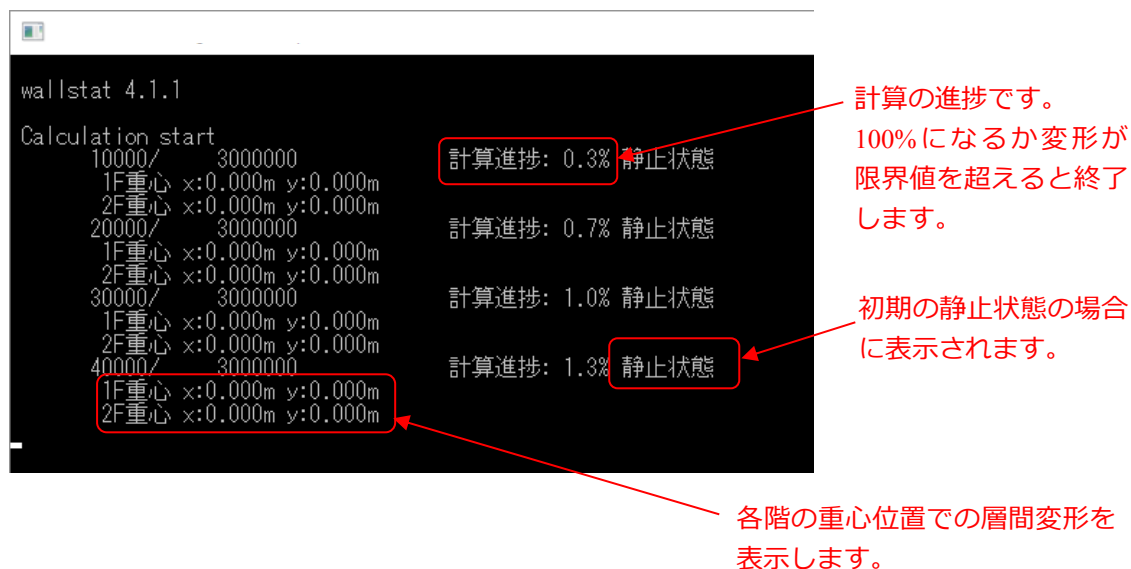 wallstat 4.1.1
Calculation start
10000/ 3000000 計算進捗: 0.3% 静止状態
1F重心 x:0.000m y:0.000m
2F重心 x:0.000m y:0.000m
20000/ 3000000 計算進捗: 0.7% 静止状態
1F重心 x:0.000m y:0.000m
2F重心 x:0.000m y:0.000m
30000/ 3000000 計算進捗: 1.0% 静止状態
1F重心 x:0.000m y:0.000m
2F重心 x:0.000m y:0.000m
40000/ 3000000 計算進捗: 1.3% 静止状態
1F重心 x:0.000m y:0.000m
2F重心 x:0.000m y:0.000m
計算の進捗です。
100%になるか変形が
限界値を超えると終了
します。
初期の静止状態の場合
に表示されます。
各階の重心位置での層間変形を
表示します。